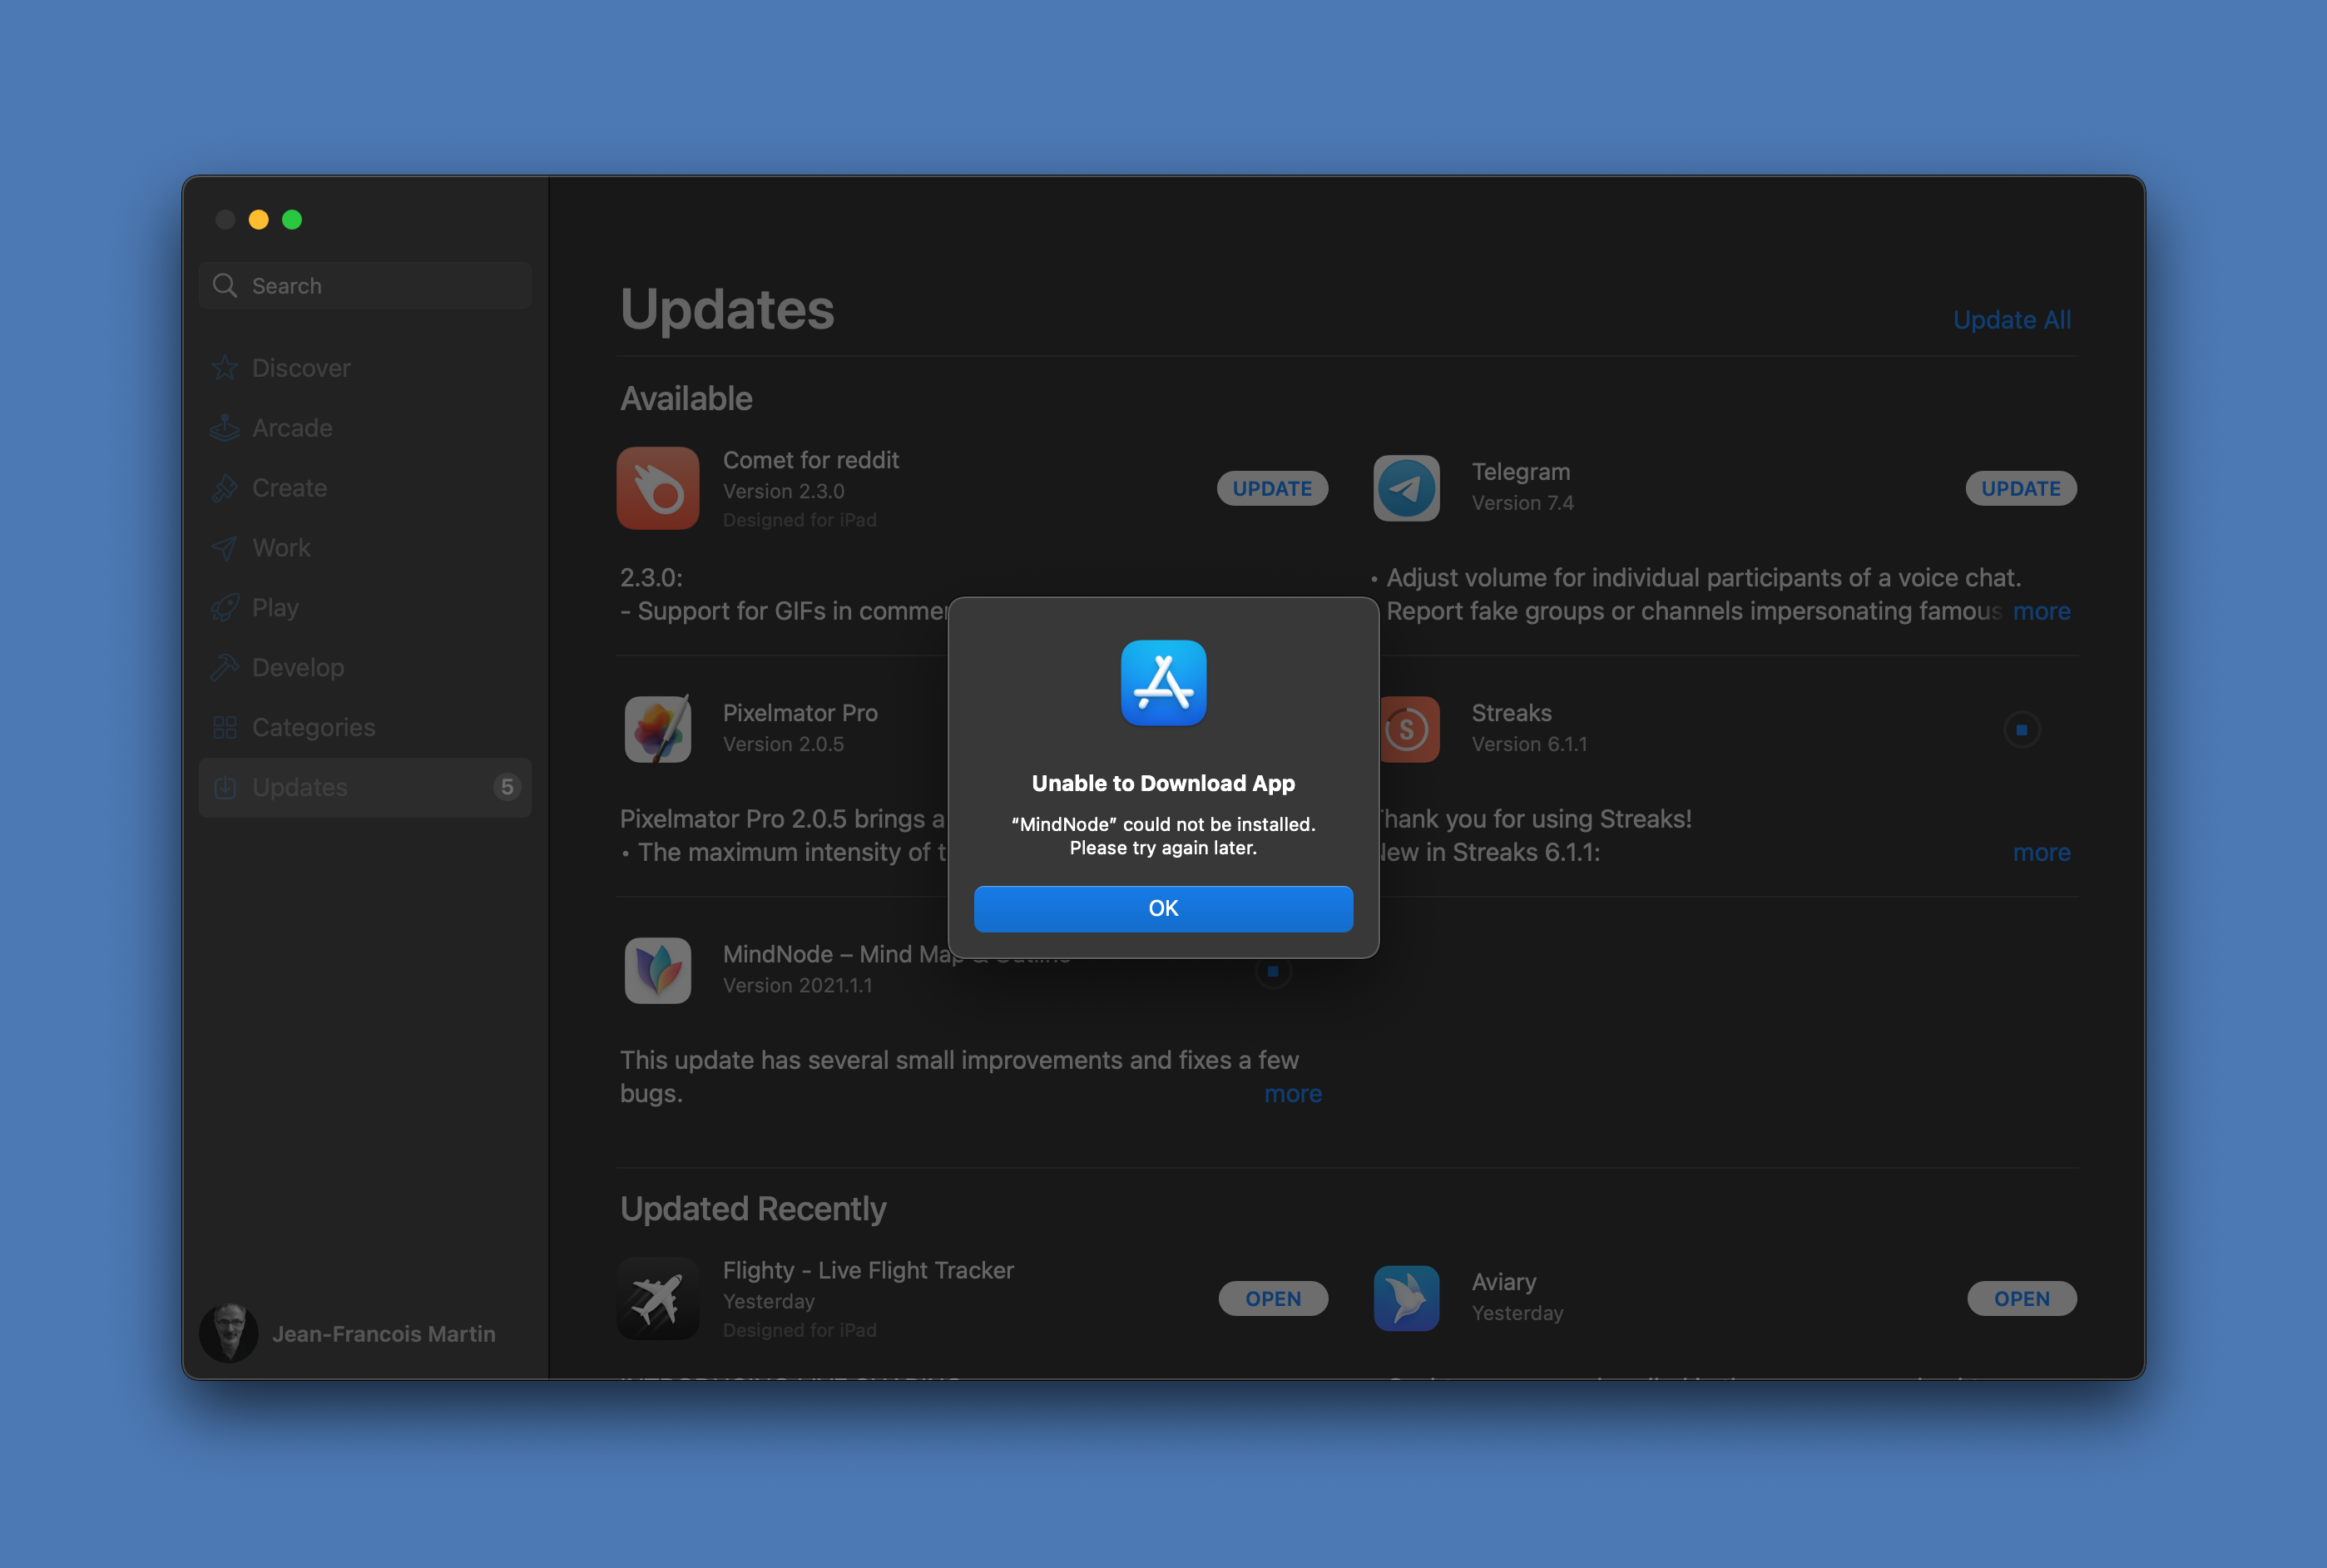 Search
Discover
Arcade
Create
Work
Play
Develop
Categories
Updates 5
Jean-Francois Martin
Updates
Update All
Available
Comet for reddit
Version 2.3.0
Designed for iPad
UPDATE
2.3.0:
- Support for GIFs in
Telegram
Version 7.4
UPDATE
• Adjust volume for individual participants of a voice chat.
Report fake groups or channels impersonating famous more
Pixelmator Pro
Version 2.0.5
Pixelmator Pro 2.0.5 brings a
• The maximum intensity of
S
Streaks
Version 6.1.1
Thank you for using Streaks!
New in Streaks 6.1.1:
more
MindNode – Mind Map & Outline
Version 2021.1.1
This update has several small improvements and fixes a few
bugs. more
Unable to Download App
“MindNode” could not be installed.
Please try again later.
OK
Updated Recently
Flighty - Live Flight Tracker
Yesterday
Designed for iPad
OPEN
Aviary
Yesterday
OPEN